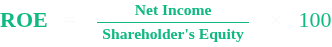 ROE = Net Income / Shareholder's Equity × 100